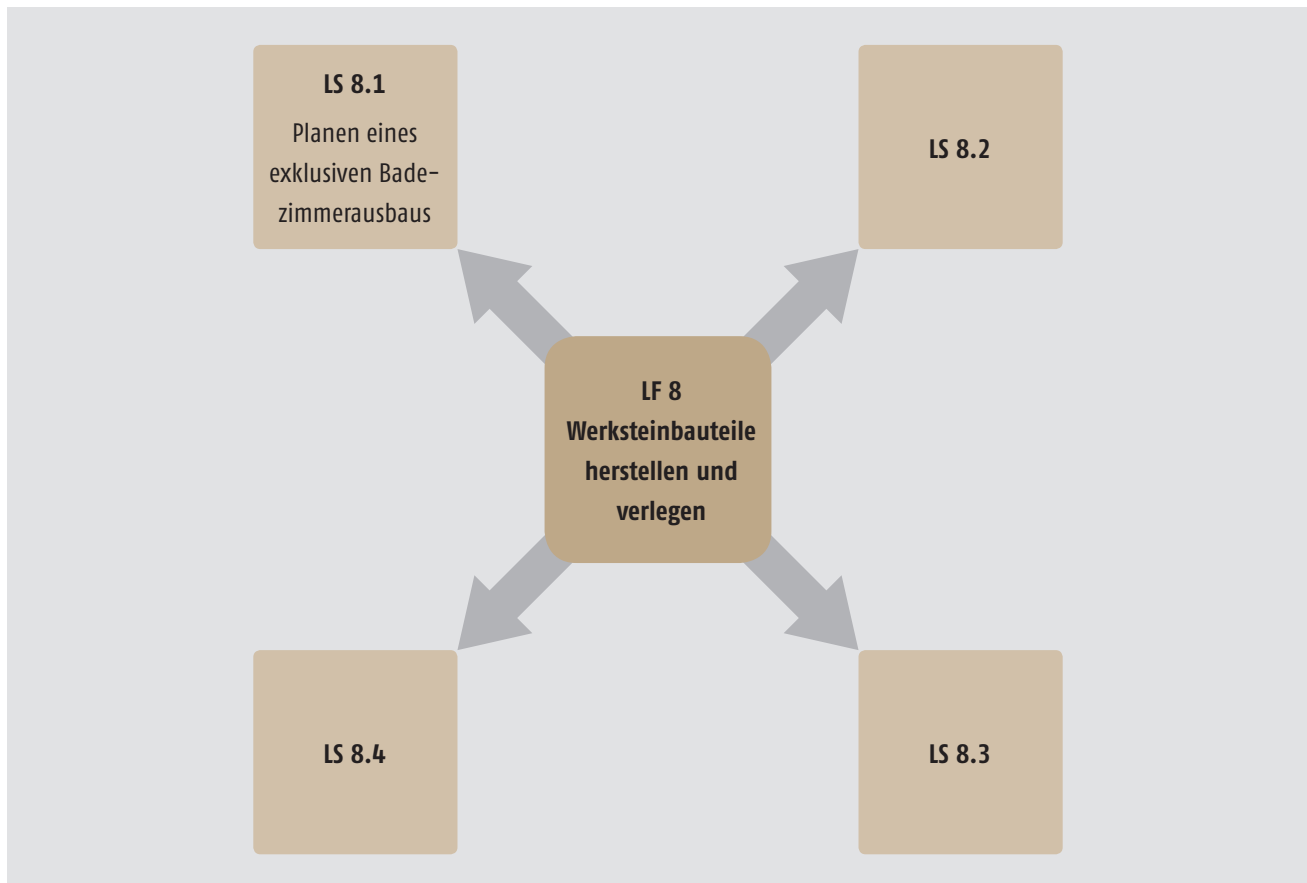 LS 8.1
Planen eines
exklusiven Bade-
zimmerausbaus
LS 8.2
LF 8
Werksteinbauteile
herstellen und
verlegen
LS 8.4
LS 8.3